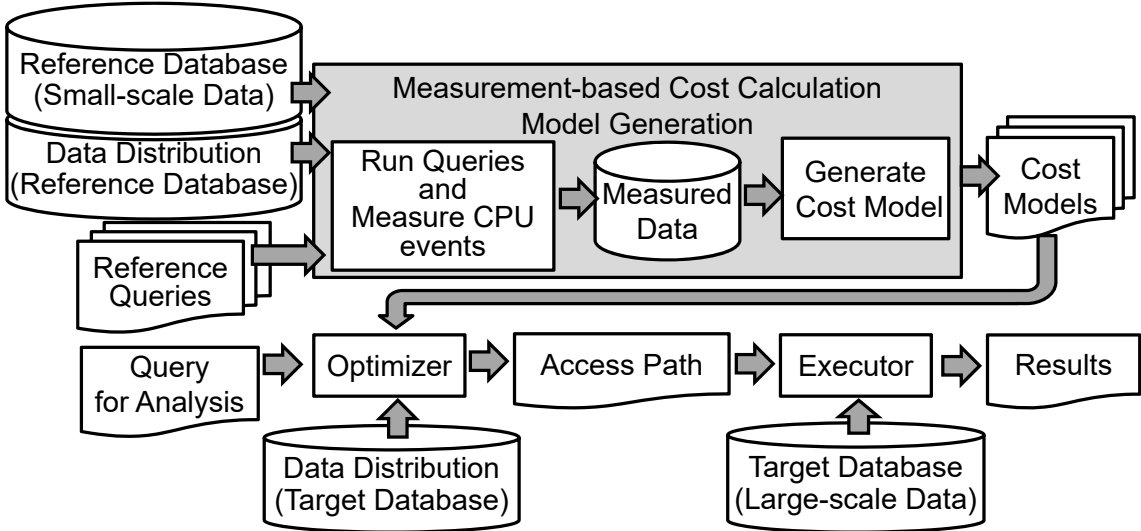 Reference Database
(Small-scale Data)
Data Distribution
(Reference Database)
Reference
Queries
Measurement-based Cost Calculation
Model Generation
Run Queries
and
Measure CPU
events
Measured
Data
Generate
Cost Model
Cost
Models
Query
for Analysis
Optimizer
Access Path
Executor
Results
Data Distribution
(Target Database)
Target Database
(Large-scale Data)